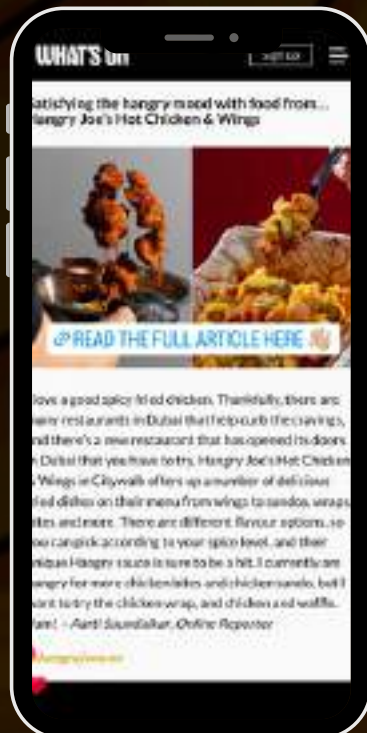 WHAT'S ON
Satisfying the hangry mood with food from...
Hangry Joe's Hot Chicken & Wings
READ THE FULL ARTICLE HERE
love a good spicy fried chicken. Thankfully, there are
many restaurants in Dubai that help curb the cravings,
and there's a new restaurant that has opened its doors
in Dubai that you have to try. Hangry Joe's Hot Chicken
& Wings in Citywalk offers up a number of delicious
fried dishes on their menu from wings to sandos, wraps,
bites and more. There are different flavour options, so
you can pick according to your spice level, and their
unique Hangry sauce is sure to be a hit. I currently am
hungry for more chicken bites and chicken sando, but I
want to try the chicken wrap, and chicken and waffle.
Yum! – Aarti Saundalkar, Online Reporter